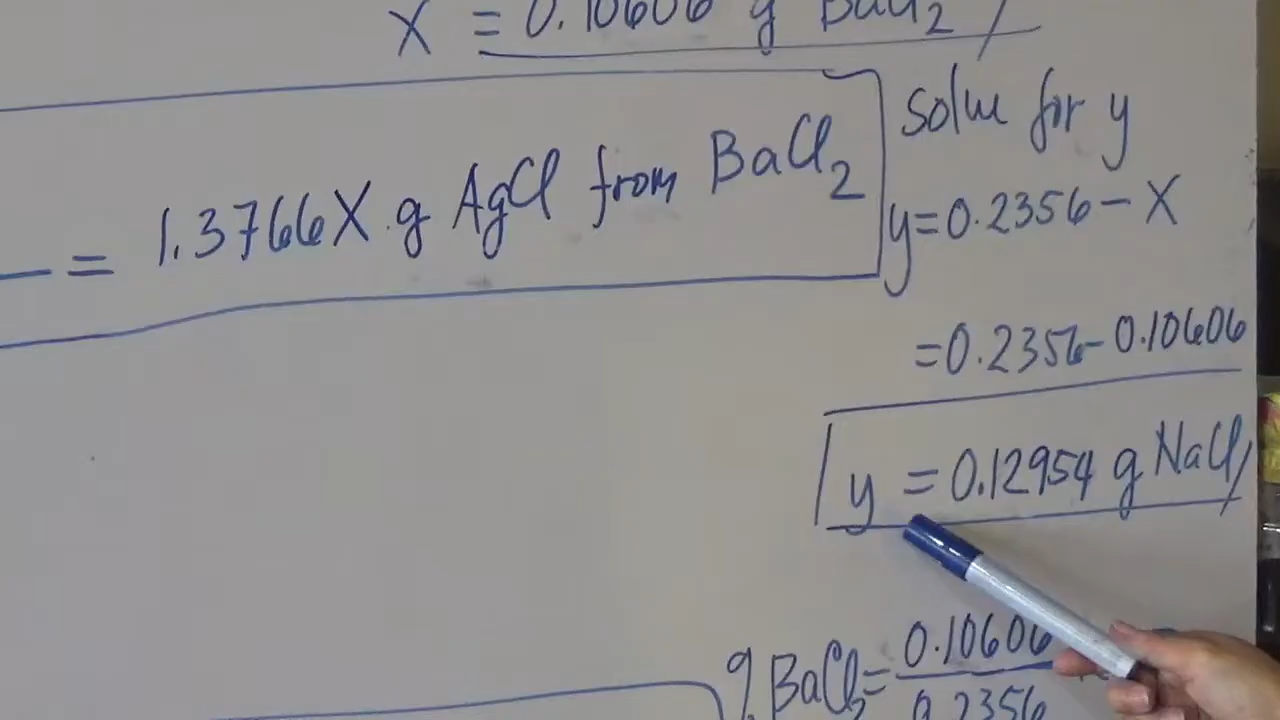 X = 0.10606 g BaCl2
= 1.3766X g AgCl from BaCl2
Solve for y
y=0.2356-X
=0.2356-0.10606
y = 0.12954 g NaCl
% BaCl2= 0.10606
0.2356